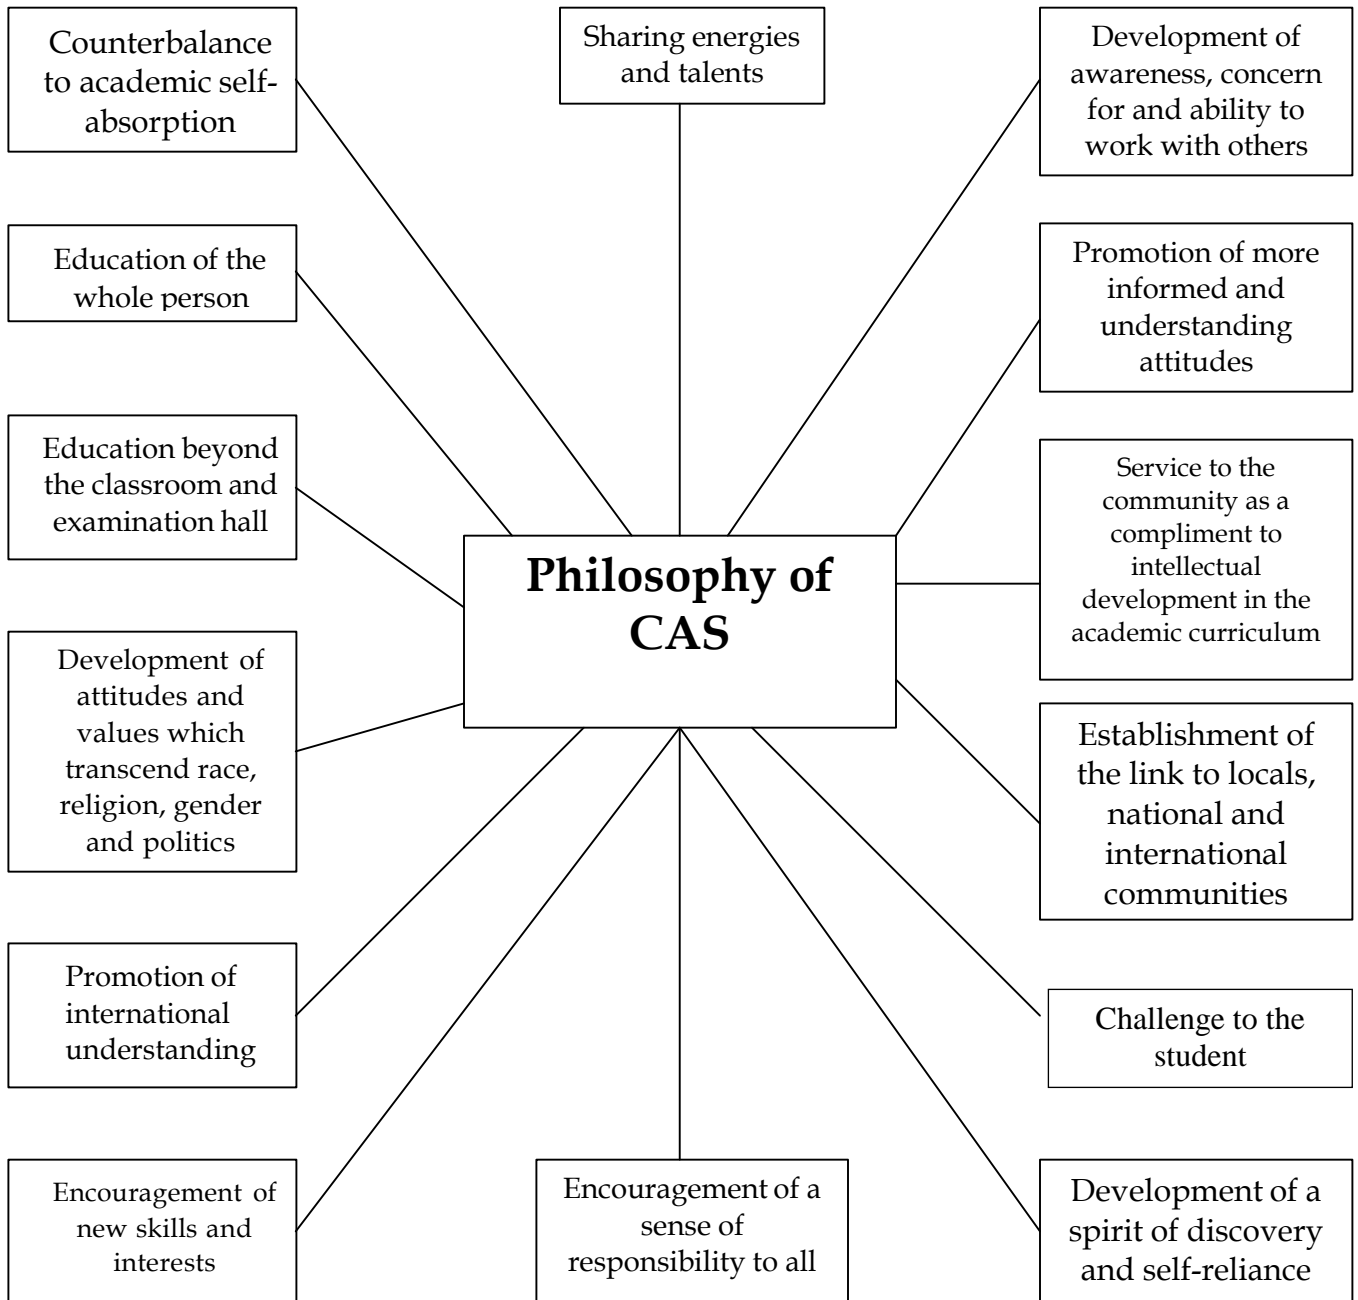 Counterbalance
to academic self-
absorption
Sharing energies
and talents
Development of
awareness, concern
for and ability to
work with others
Education of the
whole person
Promotion of more
informed and
understanding
attitudes
Education beyond
the classroom and
examination hall
Service to the
community as a
compliment to
intellectual
development in the
academic curriculum
Philosophy of
CAS
Development of
attitudes and
values which
transcend race,
religion, gender
and politics
Establishment of
the link to locals,
national and
international
communities
Promotion of
international
understanding
Challenge to the
student
Encouragement of
new skills and
interests
Encouragement of a
sense of
responsibility to all
Development of a
spirit of discovery
and self-reliance